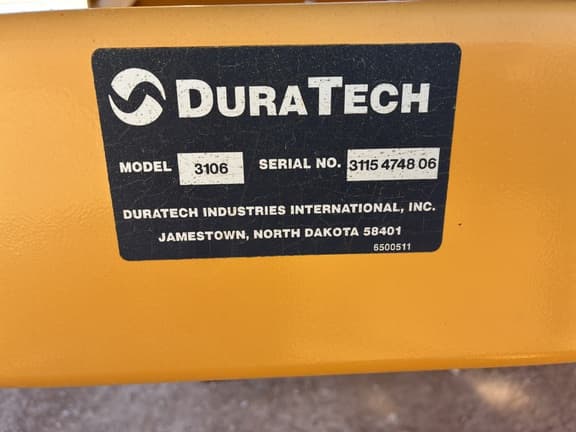 DURATECH
MODEL 3106 SERIAL NO. 3115 4748 06
DURATECH INDUSTRIES INTERNATIONAL, INC.
JAMESTOWN, NORTH DAKOTA 58401
6500511